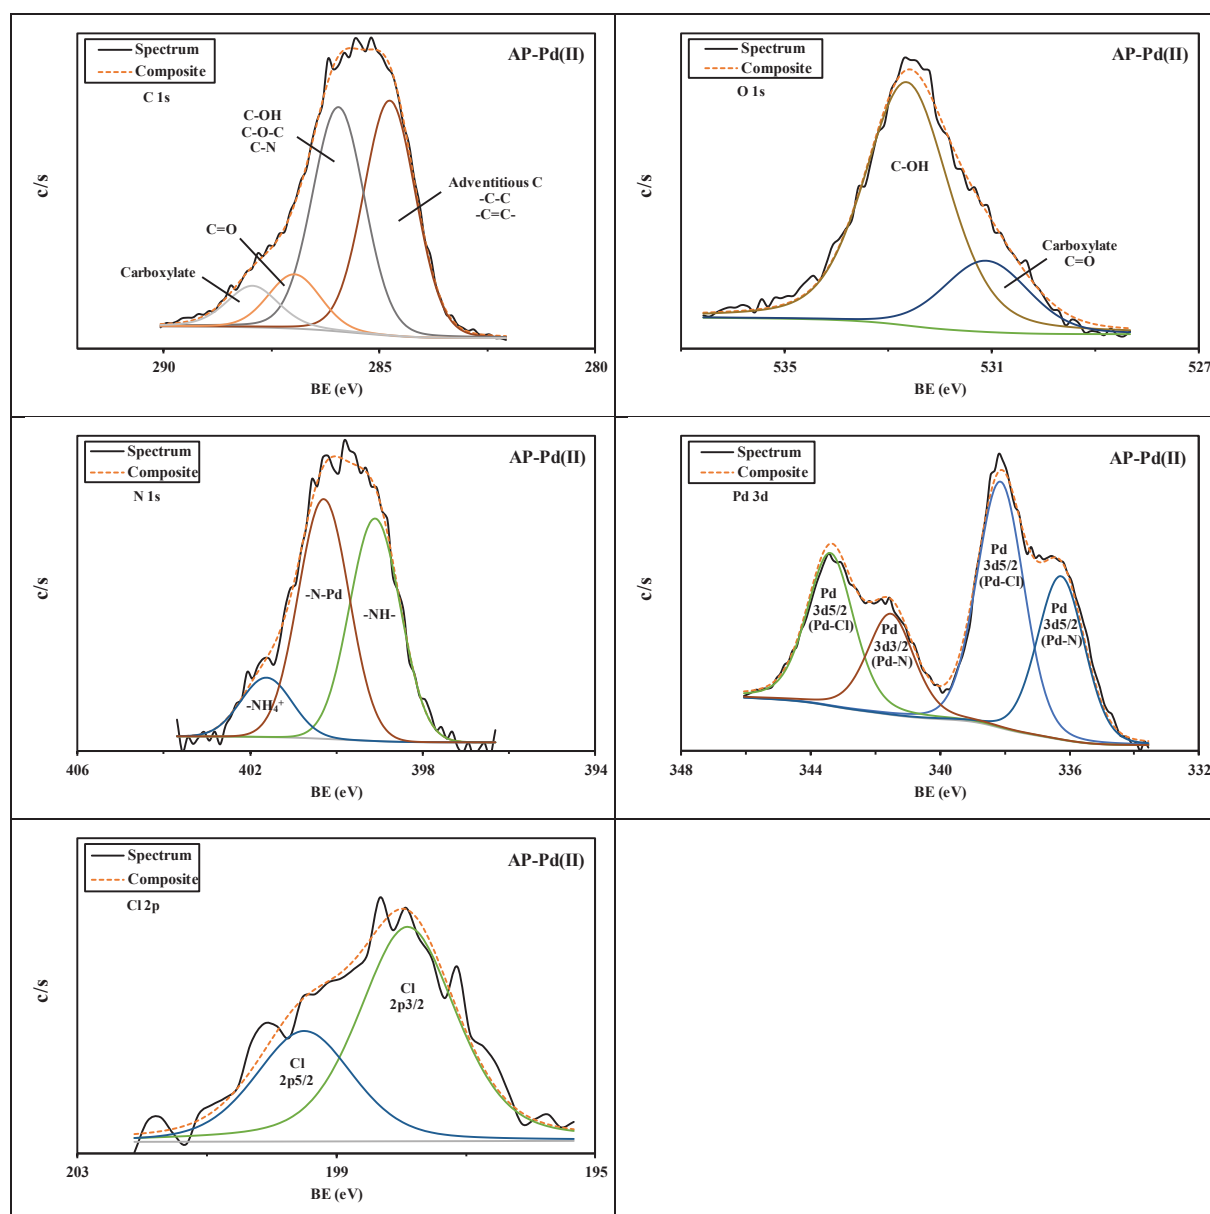 Spectrum
Composite
C 1s
AP-Pd(II)
C-OH
C-O-C
C-N
Adventitious C
-C-C
-C=C-
C=O
Carboxylate
c/s
290
285
280
BE (eV)
Spectrum
Composite
O 1s
AP-Pd(II)
C-OH
Carboxylate
C=O
c/s
535
531
527
BE (eV)
Spectrum
Composite
N 1s
AP-Pd(II)
-N-Pd
-NH-
-NH₄⁺
c/s
406
402
398
394
BE (eV)
Spectrum
Composite
Pd 3d
AP-Pd(II)
Pd
3d5/2
(Pd-Cl)
Pd
3d3/2
(Pd-N)
Pd
3d5/2
(Pd-Cl)
Pd
3d5/2
(Pd-N)
c/s
348
344
340
336
332
BE (eV)
Spectrum
Composite
Cl 2p
AP-Pd(II)
Cl
2p3/2
Cl
2p5/2
c/s
203
199
195
BE (eV)